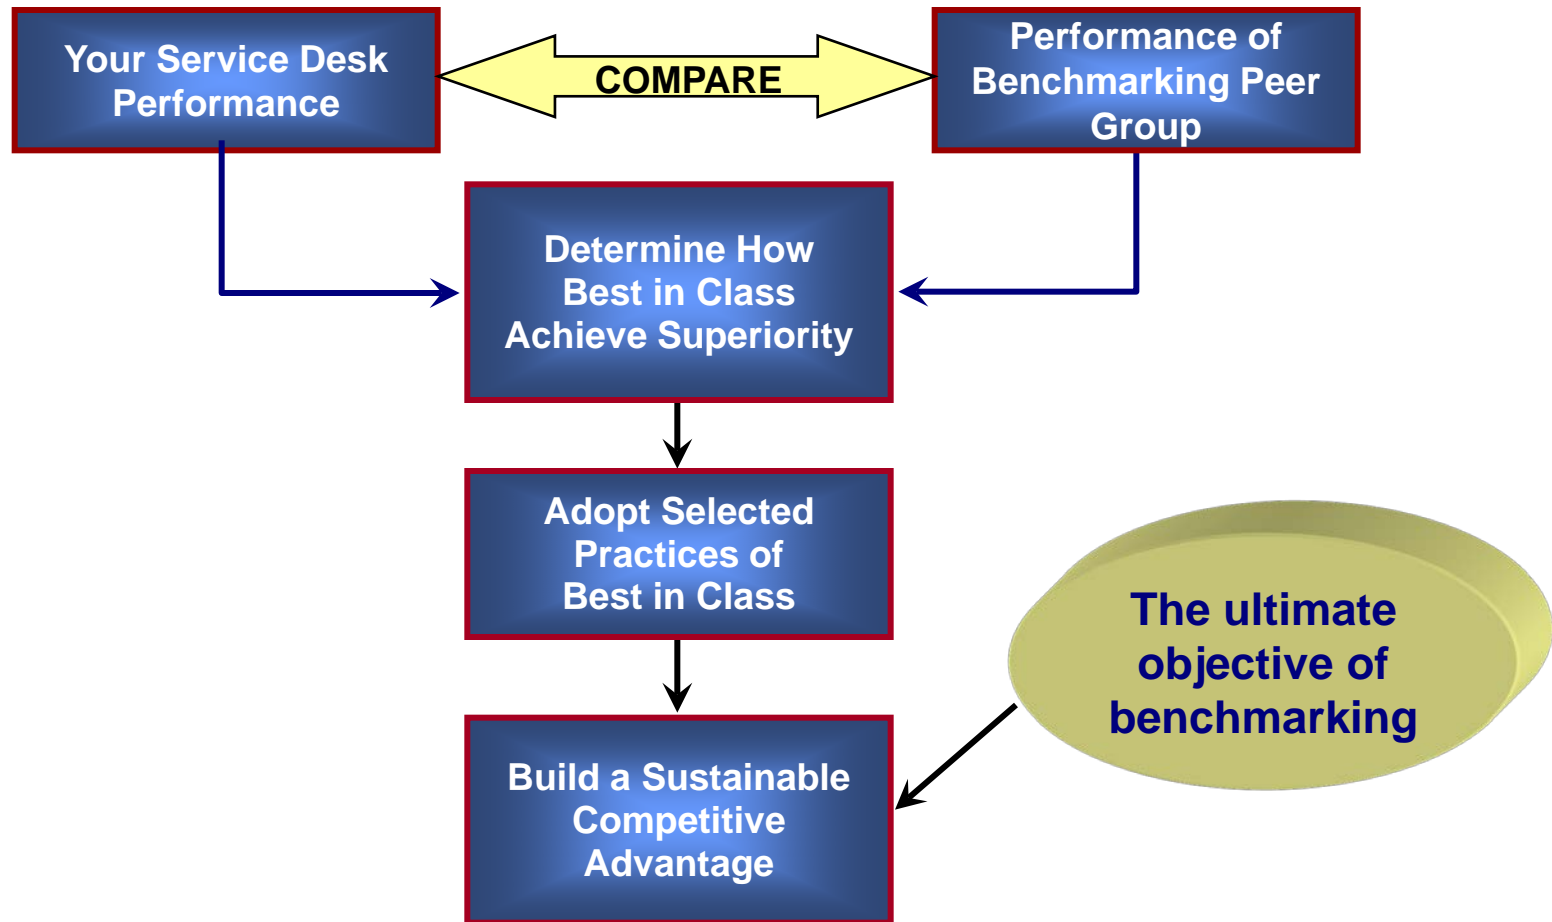 Your Service Desk
Performance
COMPARE
Performance of
Benchmarking Peer
Group
Determine How
Best in Class
Achieve Superiority
Adopt Selected
Practices of
Best in Class
The ultimate
objective of
benchmarking
Build a Sustainable
Competitive
Advantage